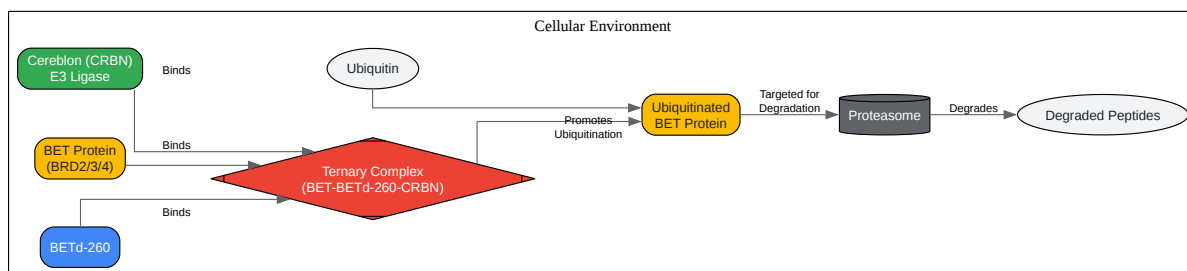 Cellular Environment
Cereblon (CRBN)
E3 Ligase
Binds
Ubiquitin
BET Protein
(BRD2/3/4)
Binds
Ternary Complex
(BET-BETd-260-CRBN)
Promotes
Ubiquitination
Ubiquitinated
BET Protein
Targeted for
Degradation
Proteasome
Degrades
Degraded Peptides
Binds
BETd-260